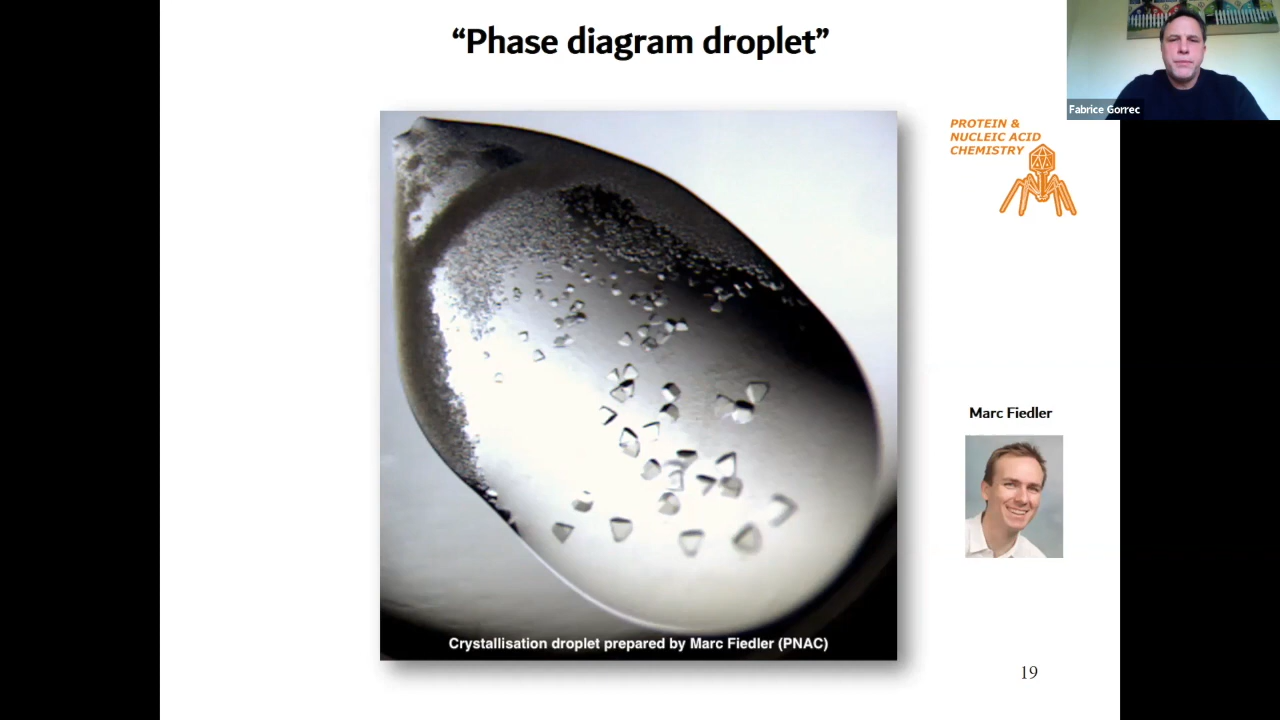 “Phase diagram droplet”
Fabrice Gorrec
PROTEIN &
NUCLEIC ACID
CHEMISTRY
Marc Fiedler
Crystallisation droplet prepared by Marc Fiedler (PNAC)
19